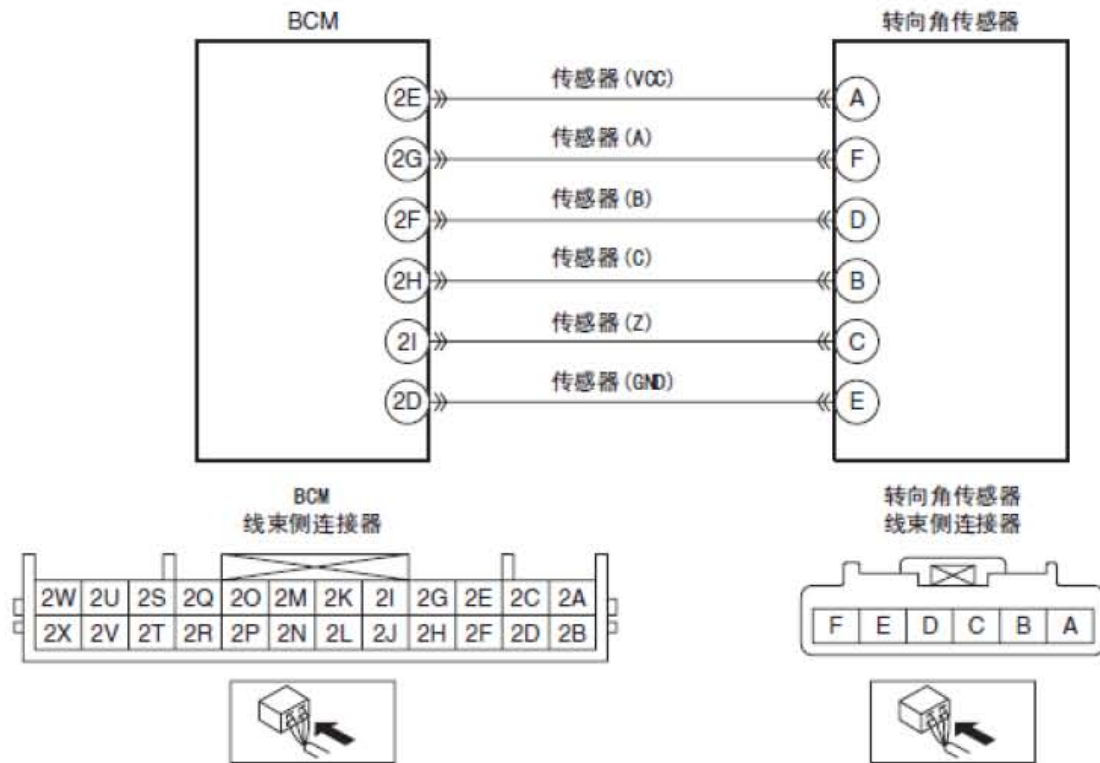 BCM
转向角传感器
2E
传感器(VCC)
A
2G
传感器(A)
F
2F
传感器(B)
D
2H
传感器(C)
B
2I
传感器(Z)
C
2D
传感器(GND)
E
BCM
线束侧连接器
转向角传感器
线束侧连接器
2W 2U 2S 2Q 2O 2M 2K 2I 2G 2E 2C 2A
2X 2V 2T 2R 2P 2N 2L 2J 2H 2F 2D 2B
F E D C B A